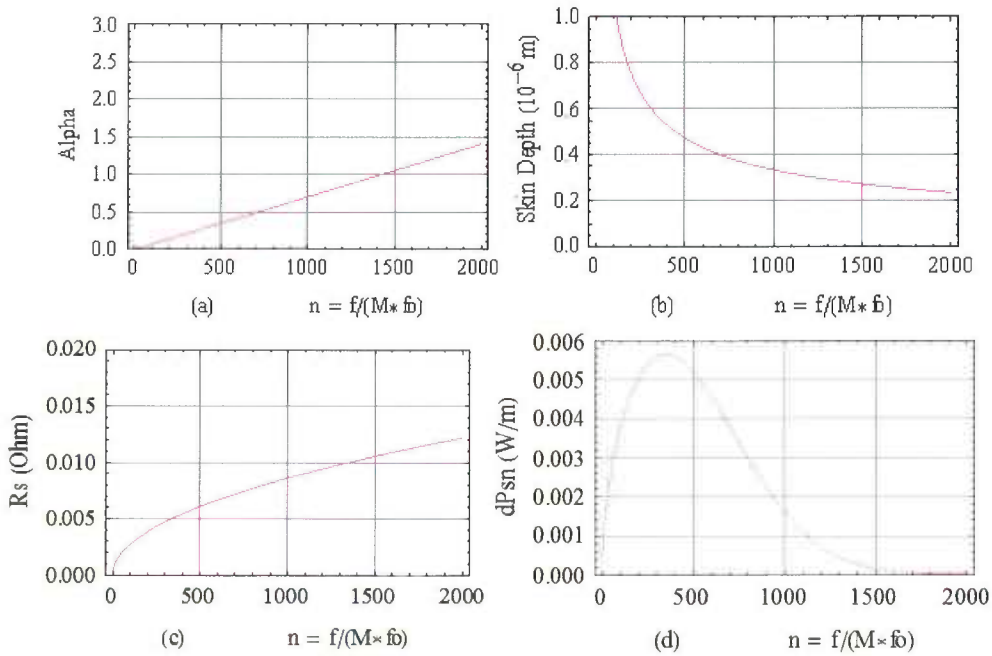 Alpha
3.0
2.5
2.0
1.5
1.0
0.5
0.0
0 500 1000 1500 2000
(a) n = f/(M* fo)
Skin Depth (10⁻⁶ m)
1.0
0.8
0.6
0.4
0.2
0.0
0 500 1000 1500 2000
(b) n = f/(M* fo)
Rs (Ohm)
0.020
0.015
0.010
0.005
0.000
0 500 1000 1500 2000
(c) n = f/(M* fo)
dPsn (W/m)
0.006
0.005
0.004
0.003
0.002
0.001
0.000
0 500 1000 1500 2000
(d) n = f/(M* fo)